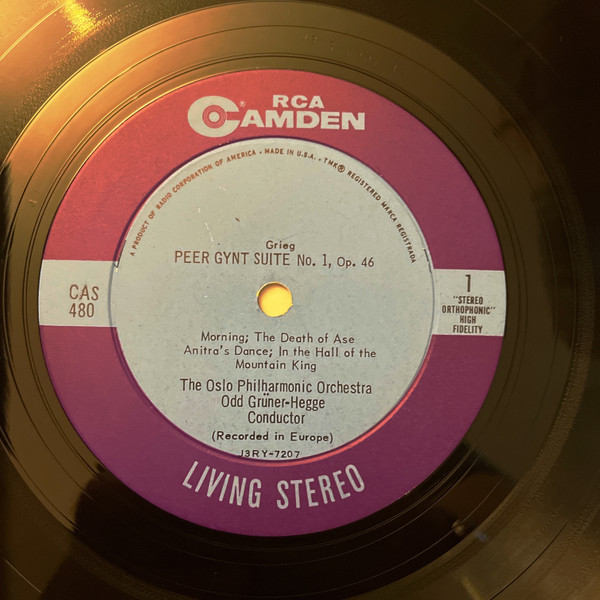 RCA
CAMDEN®
A PRODUCT OF RADIO CORPORATION OF AMERICA • MADE IN U.S.A. • TMK® REGISTERED MARCA REGISTRADA
Grieg
PEER GYNT SUITE No. 1, Op. 46
CAS
480
1
"STEREO
ORTHOPHONIC"
HIGH
FIDELITY
Morning; The Death of Ase
Anitra's Dance; In the Hall of the
Mountain King
The Oslo Philharmonic Orchestra
Odd Grüner-Hegge
Conductor
(Recorded in Europe)
J3RY-7207
LIVING STEREO